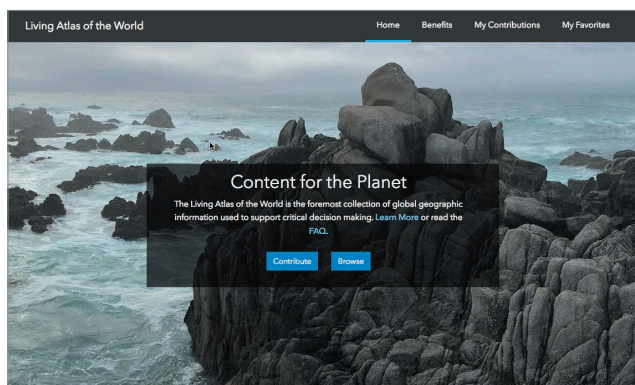 Living Atlas of the World
Home Benefits My Contributions My Favorites
Content for the Planet
The Living Atlas of the World is the foremost collection of global geographic
information used to support critical decision making. Learn More or read the
FAQ.
Contribute Browse